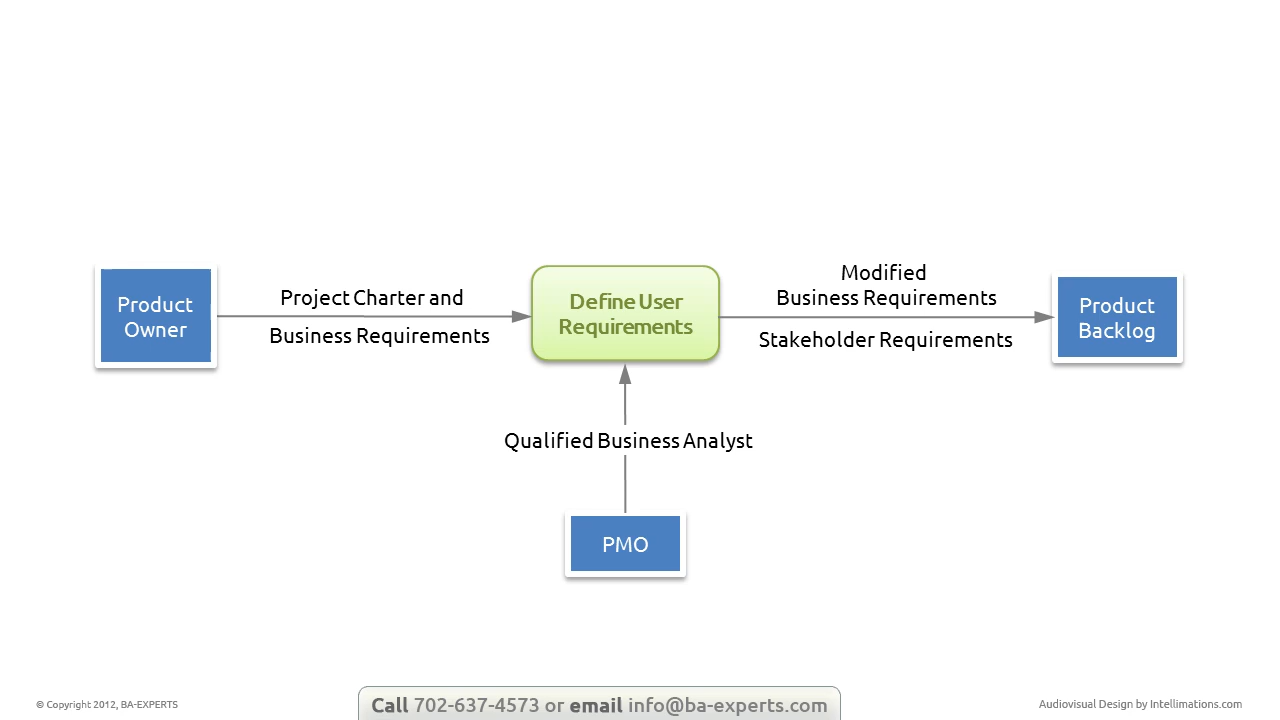 Product
Owner
Project Charter and
Business Requirements
Define User
Requirements
Modified
Business Requirements
Stakeholder Requirements
Product
Backlog
Qualified Business Analyst
PMO
© Copyright 2012, BA-EXPERTS
Call 702-637-4573 or email info@ba-experts.com
Audiovisual Design by Intellimations.com